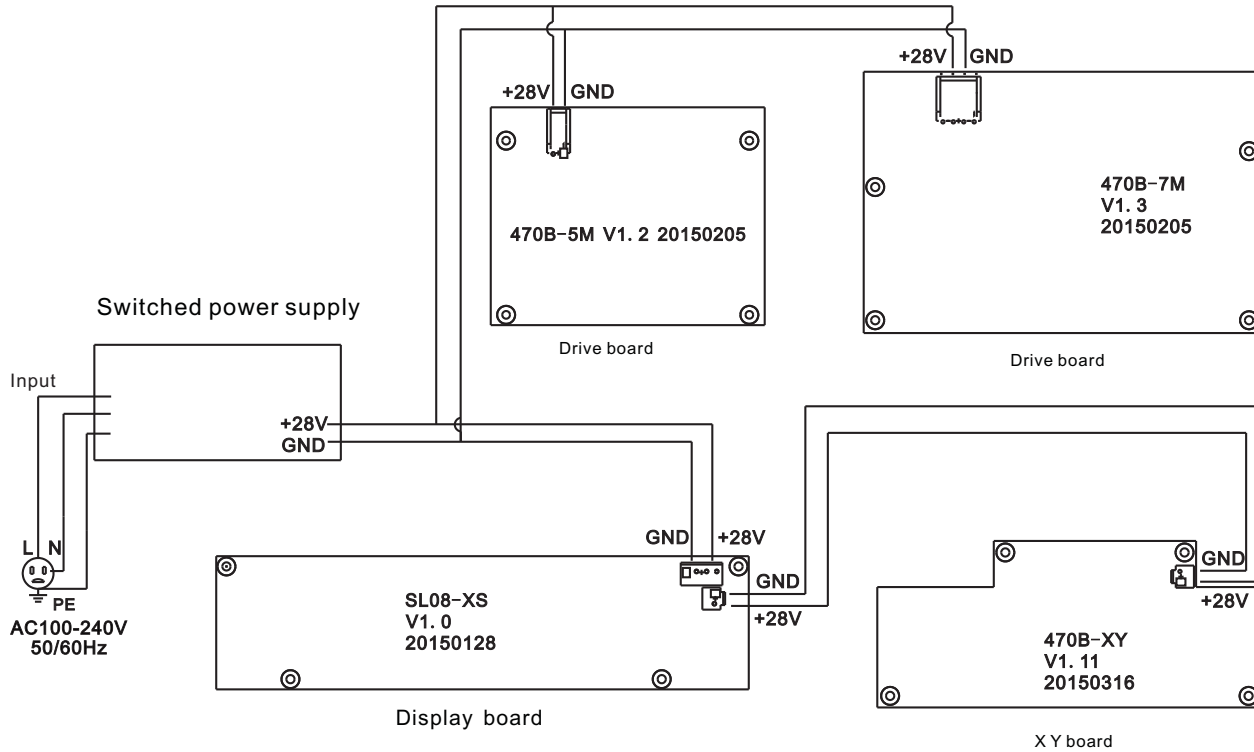 +28V GND
+28V GND
470B-7M
V1. 3
20150205
470B-5M V1. 2 20150205
Switched power supply
Drive board
Drive board
Input
+28V
GND
L N
PE
AC100-240V
50/60Hz
GND +28V
GND
+28V
SL08-XS
V1. 0
20150128
Display board
GND
+28V
470B-XY
V1. 11
20150316
X Y board